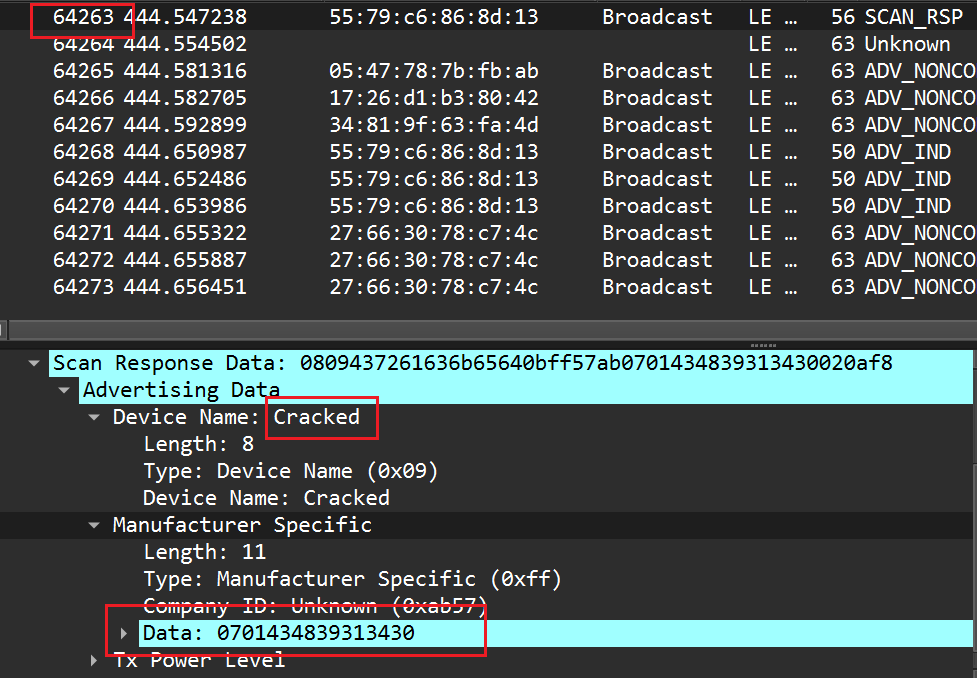 64263 444.547238 55:79:c6:86:8d:13 Broadcast LE … 56 SCAN_RSP
64264 444.554502 LE … 63 Unknown
64265 444.581316 05:47:78:7b:fb:ab Broadcast LE … 63 ADV_NONCO
64266 444.582705 17:26:d1:b3:80:42 Broadcast LE … 63 ADV_NONCO
64267 444.592899 34:81:9f:63:fa:4d Broadcast LE … 63 ADV_NONCO
64268 444.650987 55:79:c6:86:8d:13 Broadcast LE … 50 ADV_IND
64269 444.652486 55:79:c6:86:8d:13 Broadcast LE … 50 ADV_IND
64270 444.653986 55:79:c6:86:8d:13 Broadcast LE … 50 ADV_IND
64271 444.655322 27:66:30:78:c7:4c Broadcast LE … 63 ADV_NONCO
64272 444.655887 27:66:30:78:c7:4c Broadcast LE … 63 ADV_NONCO
64273 444.656451 27:66:30:78:c7:4c Broadcast LE … 63 ADV_NONCO
Scan Response Data: 0809437261636b65640bff57ab0701434839313430020af8
Advertising Data
Device Name: Cracked
Length: 8
Type: Device Name (0x09)
Device Name: Cracked
Manufacturer Specific
Length: 11
Type: Manufacturer Specific (0xff)
Company ID: Unknown (0xab57)
Data: 0701434839313430
Tx Power Level